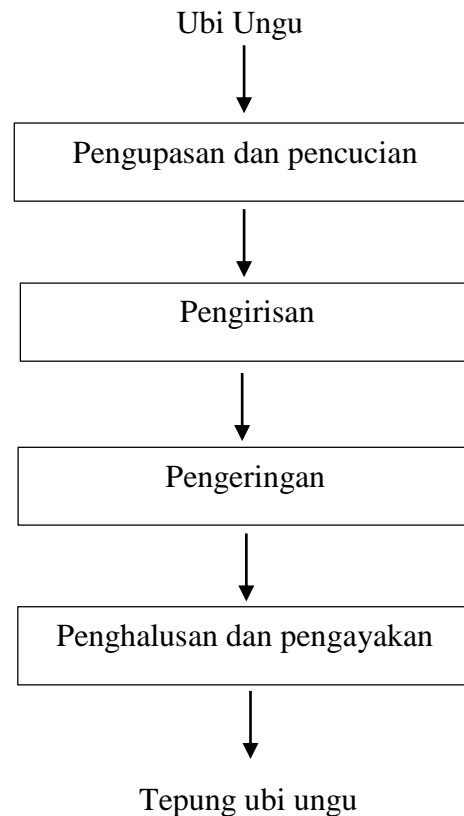 Ubi Ungu
Pengupasan dan pencucian
Pengirisan
Pengeringan
Penghalusan dan pengayakan
Tepung ubi ungu